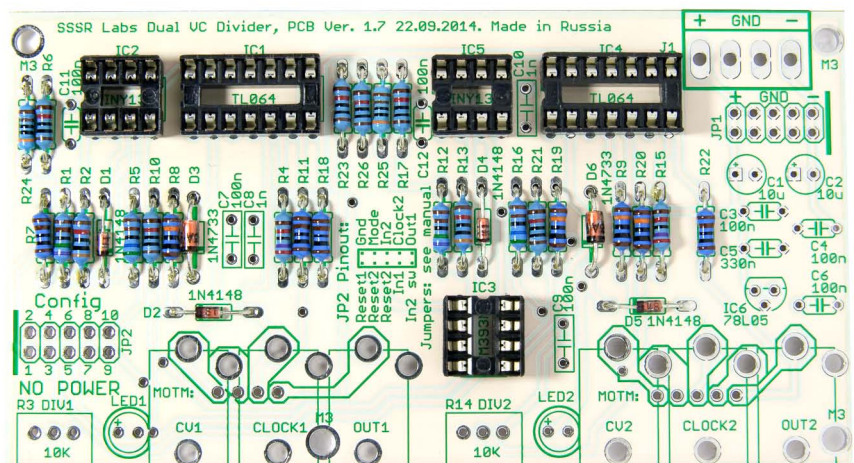 SSSR Labs Dual VC Divider, PCB Ver. 1.7 22.09.2014. Made in Russia
+ GND -
M3
R6
C11
100n
IC2
INY13
IC1
TL064
100n
IC5
INY13
C10
1n
IC4
TL064
J1
M3
+ GND -
JP1
R24
R1
R2
D1
R5
R10
R8
D3
R4
R11
R18
R23
R26
R25
R17
C12
R12
R13
D4
1N4148
R16
R21
R19
D6
1N4733
R9
R20
R15
R22
C1
10u
C2
10u
R7
1N4148
1N4733
C7
100n
C8
1n
C3
100n
C4
100n
C5
330n
C6
100n
IC6
78L05
JP2 Pinout:
Gnd
Mode
In2
Clock2
Out1
Reset1
Reset2
Reset2
In1
In2 sw
Jumpers: see manual
IC3
M393
C9
100n
1N4148
D2
D5 1N4148
Config
2 4 6 8 10
JP2
1 3 5 7 9
NO POWER
MOTM:
MOTM:
R3 DIV1
10K
LED1
+
CV1
CLOCK1
M3
OUT1
R14 DIV2
10K
LED2
+
CV2
CLOCK2
OUT2
M3